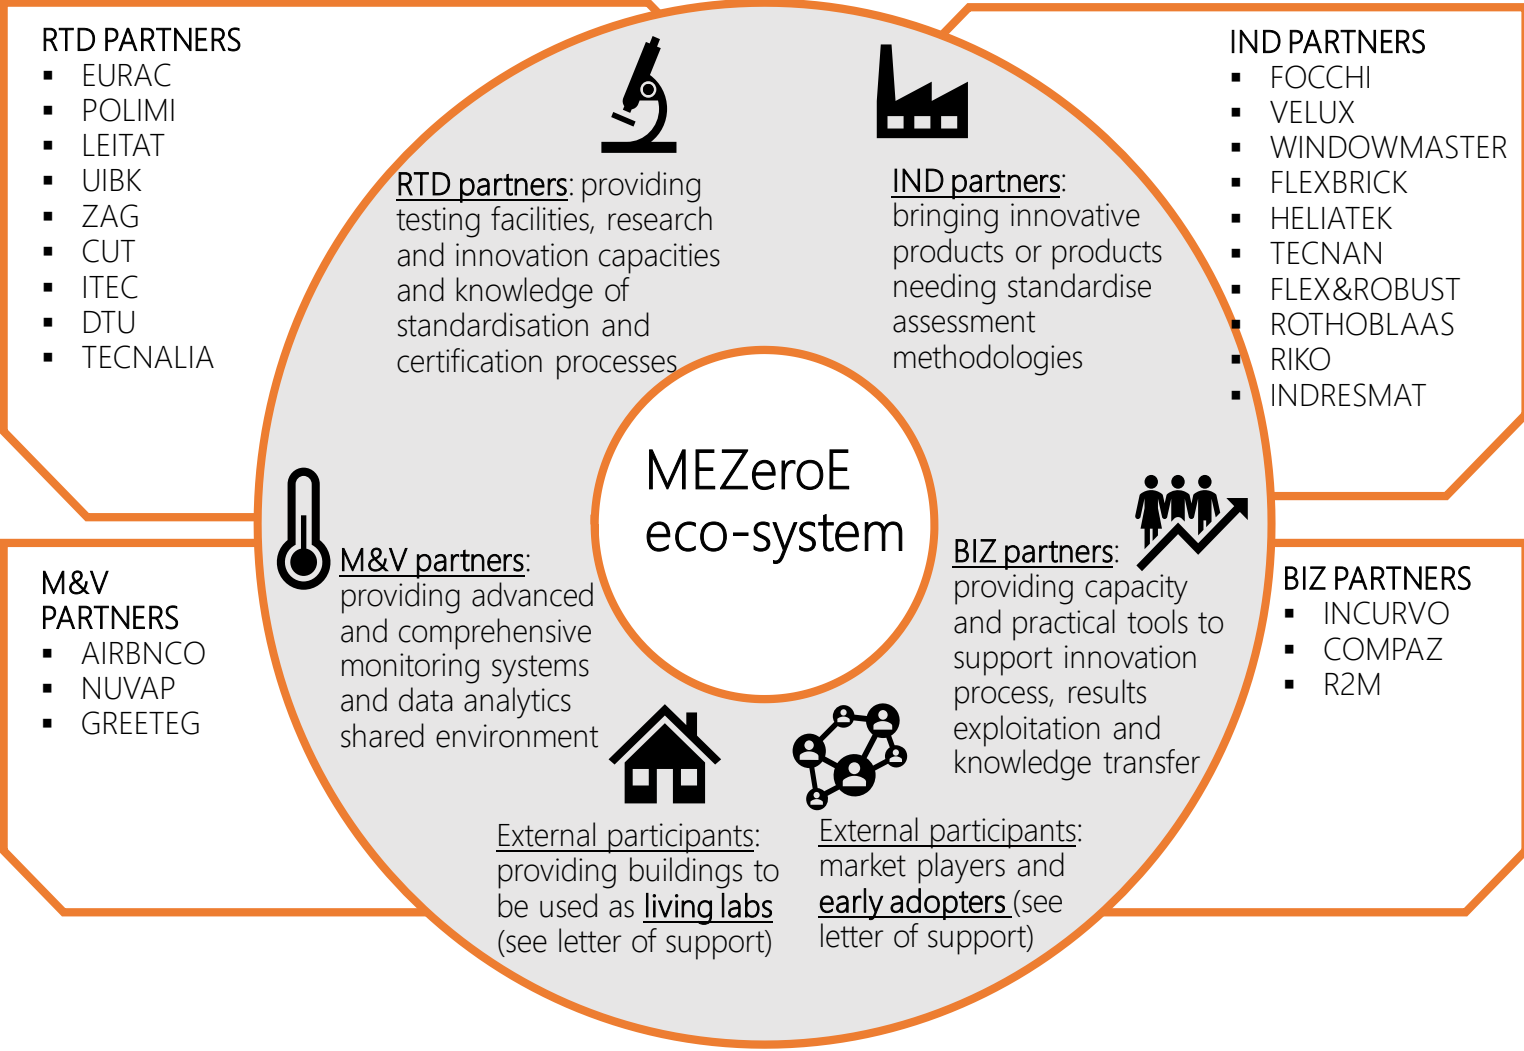 RTD PARTNERS
▪ EURAC
▪ POLIMI
▪ LEITAT
▪ UIBK
▪ ZAG
▪ CUT
▪ ITEC
▪ DTU
▪ TECNALIA
IND PARTNERS
▪ FOCCHI
▪ VELUX
▪ WINDOWMASTER
▪ FLEXBRICK
▪ HELIATEK
▪ TECNAN
▪ FLEX&ROBUST
▪ ROTHOBLAAS
▪ RIKO
▪ INDRESMAT
RTD partners: providing
testing facilities, research
and innovation capacities
and knowledge of
standardisation and
certification processes
IND partners:
bringing innovative
products or products
needing standardise
assessment
methodologies
MEZeroE
eco-system
M&V
PARTNERS
▪ AIRBNCO
▪ NUVAP
▪ GREETEG
M&V partners:
providing advanced
and comprehensive
monitoring systems
and data analytics
shared environment
BIZ partners:
providing capacity
and practical tools to
support innovation
process, results
exploitation and
knowledge transfer
BIZ PARTNERS
▪ INCURVO
▪ COMPAZ
▪ R2M
External participants:
providing buildings to
be used as living labs
(see letter of support)
External participants:
market players and
early adopters (see
letter of support)